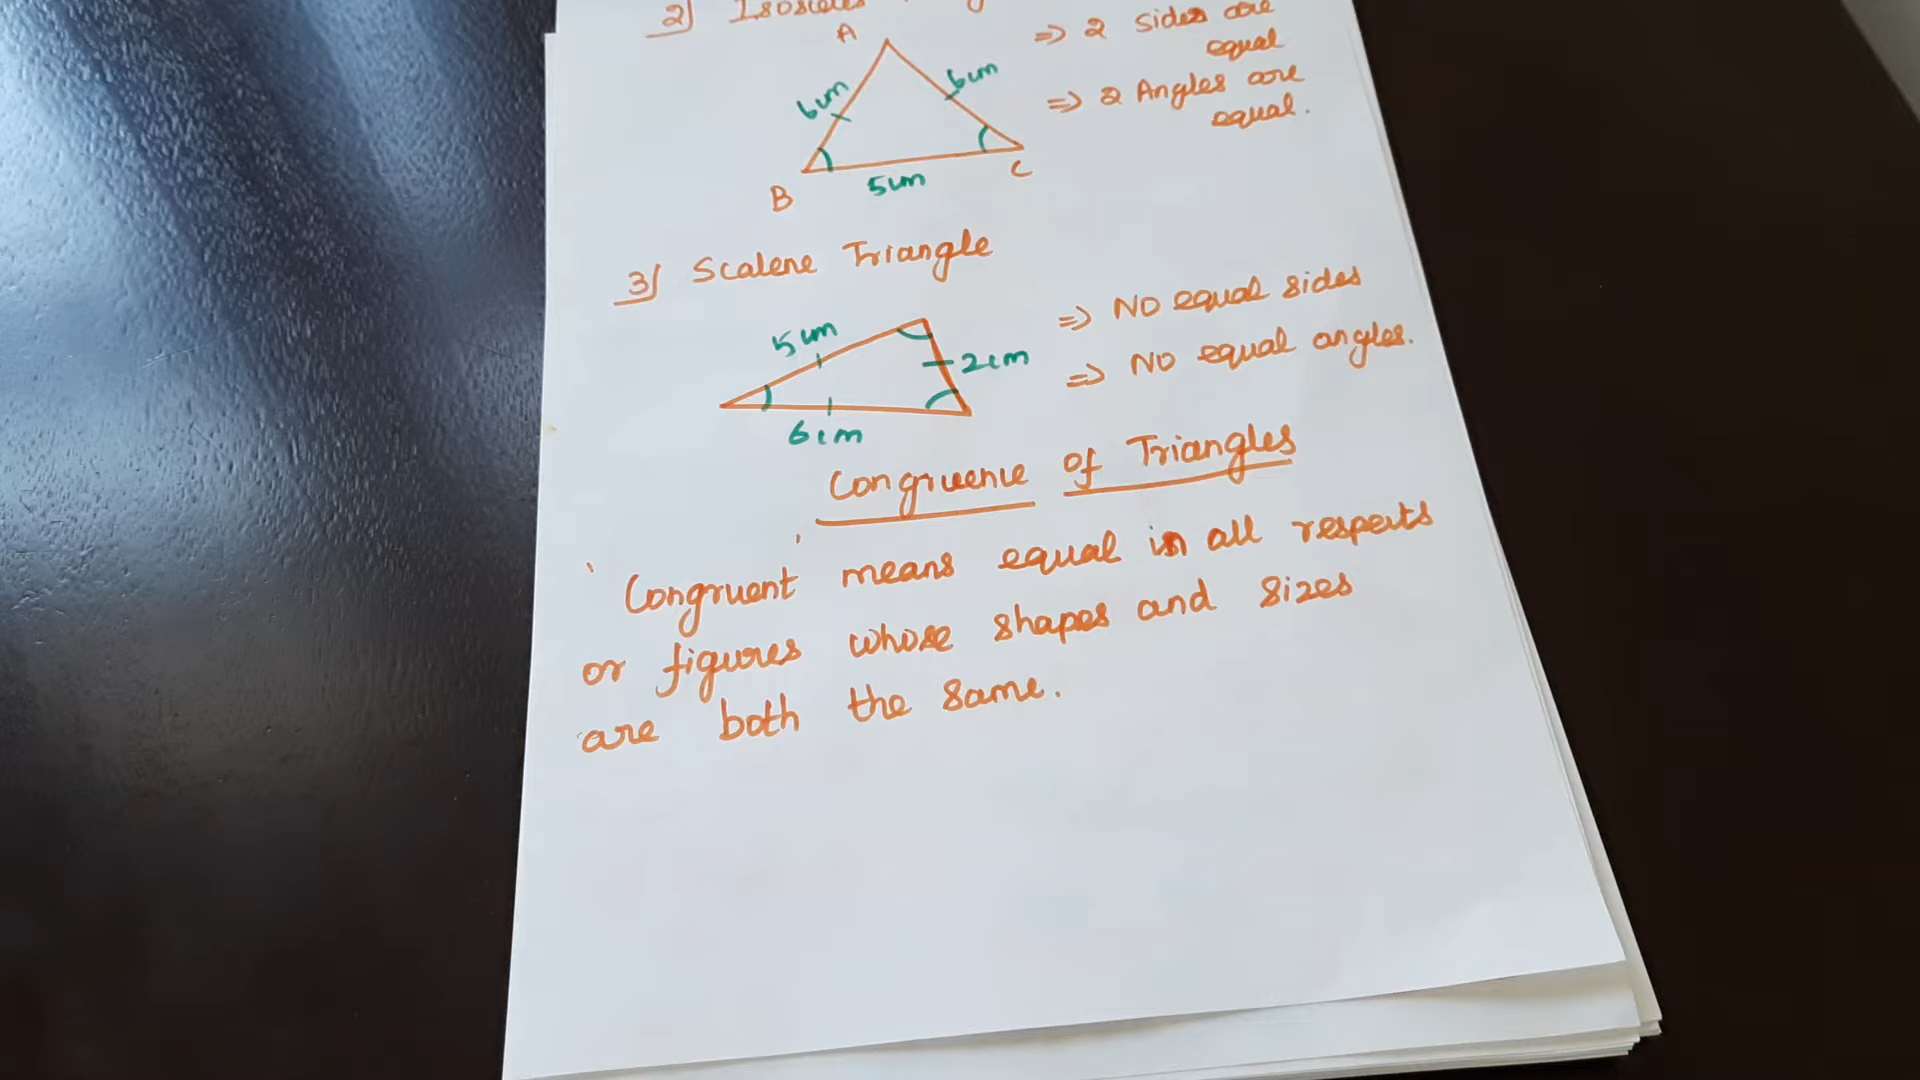 2) Isosceles
A
⇒ 2 sides are
equal
6cm
6cm
⇒ 2 Angles are
equal.
B
5cm
C
3) Scalene Triangle
5cm
2cm
6cm
⇒ No equal sides
⇒ No equal angles.
Congruence of Triangles
'Congruent' means equal in all respects
or figures whose shapes and sizes
are both the same.